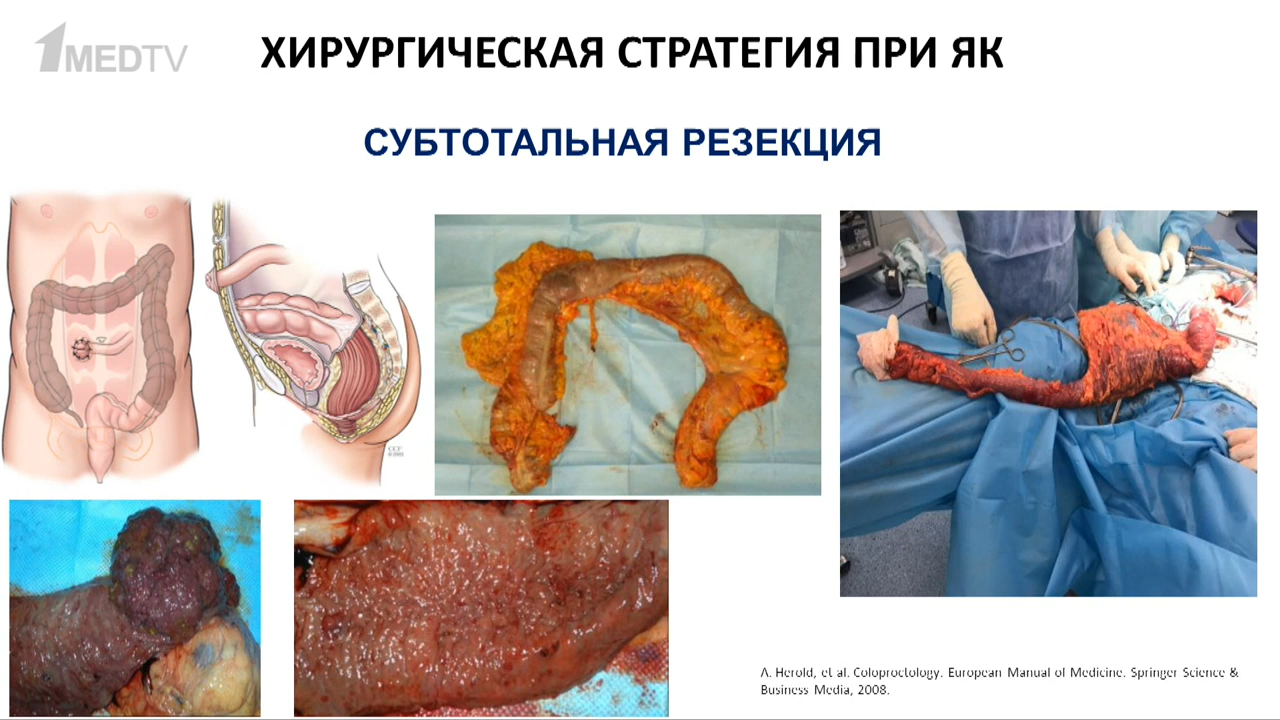 1MEDTV
ХИРУРГИЧЕСКАЯ СТРАТЕГИЯ ПРИ ЯК
СУБТОТАЛЬНАЯ РЕЗЕКЦИЯ
CCF
A. Herold, et al. Coloproctology. European Manual of Medicine. Springer Science &
Business Media, 2008.